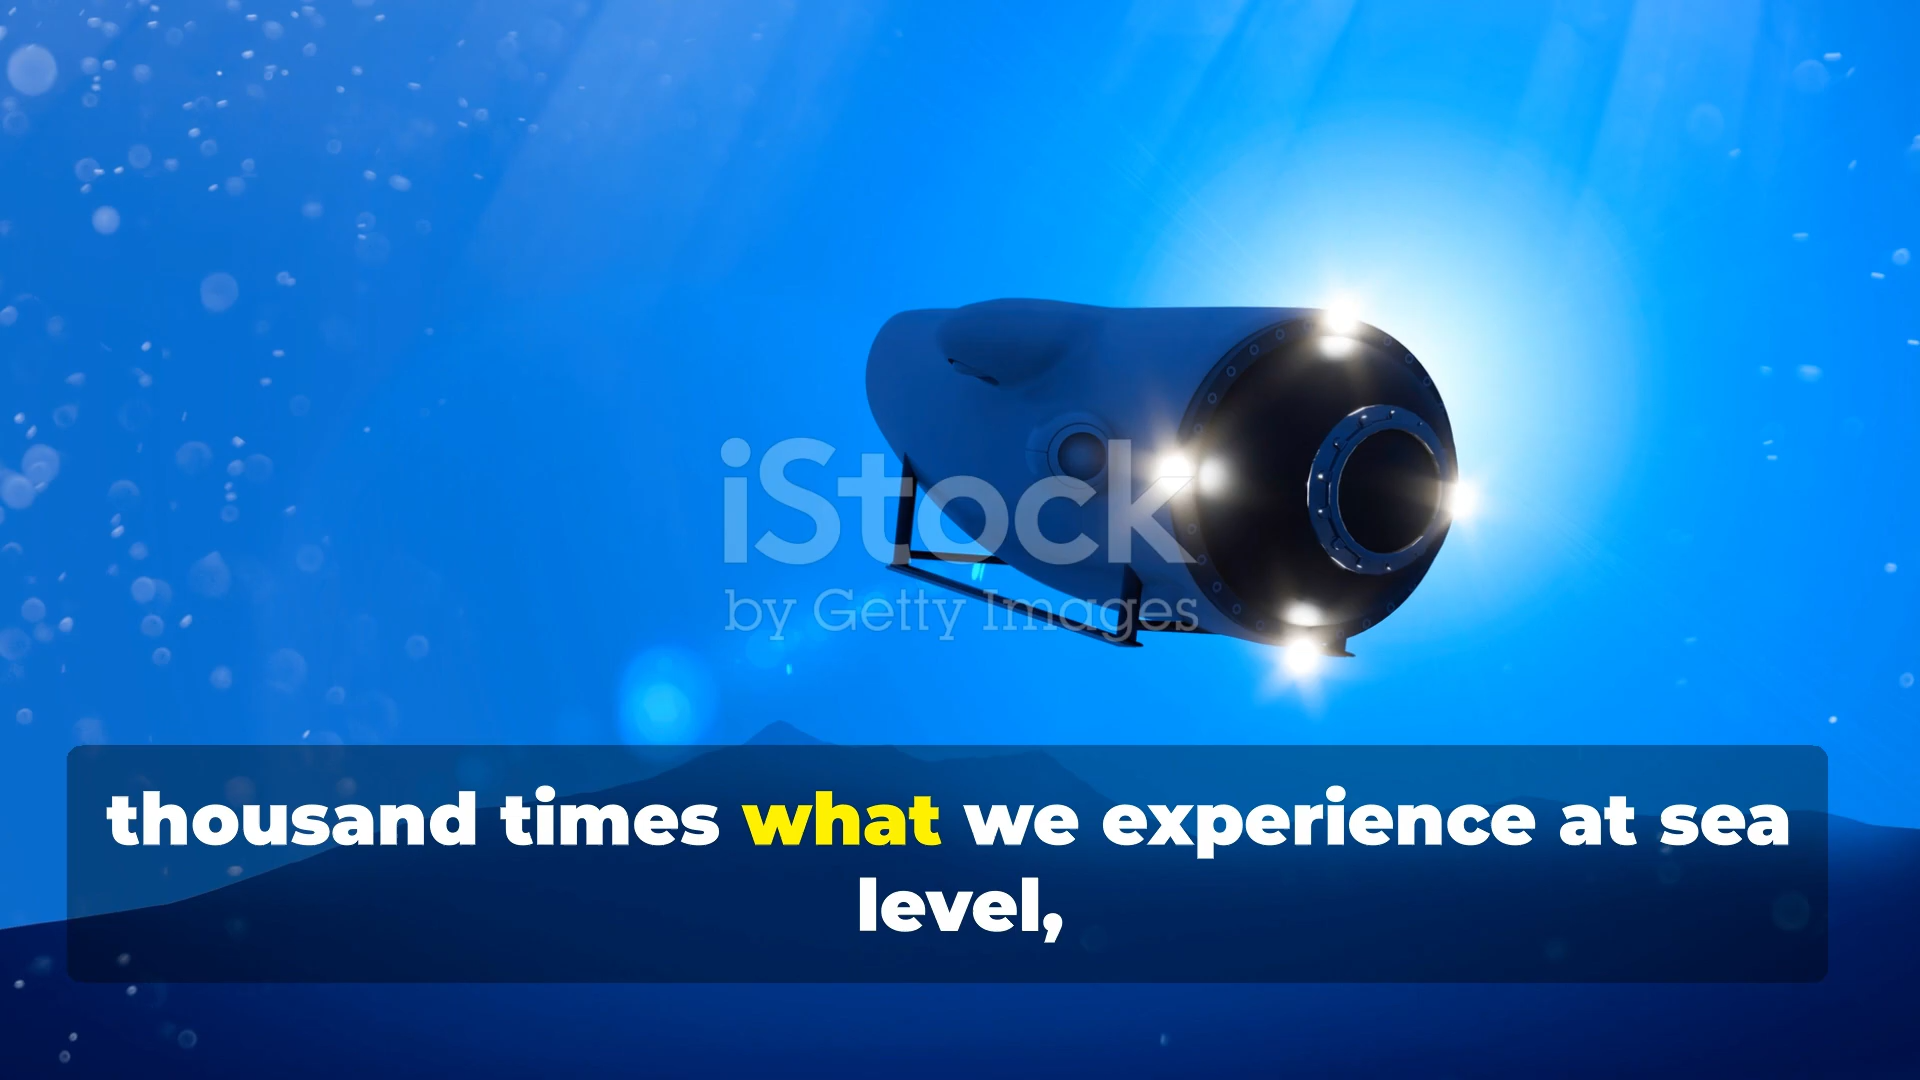 iStock
by Getty Images
thousand times what we experience at sea
level,